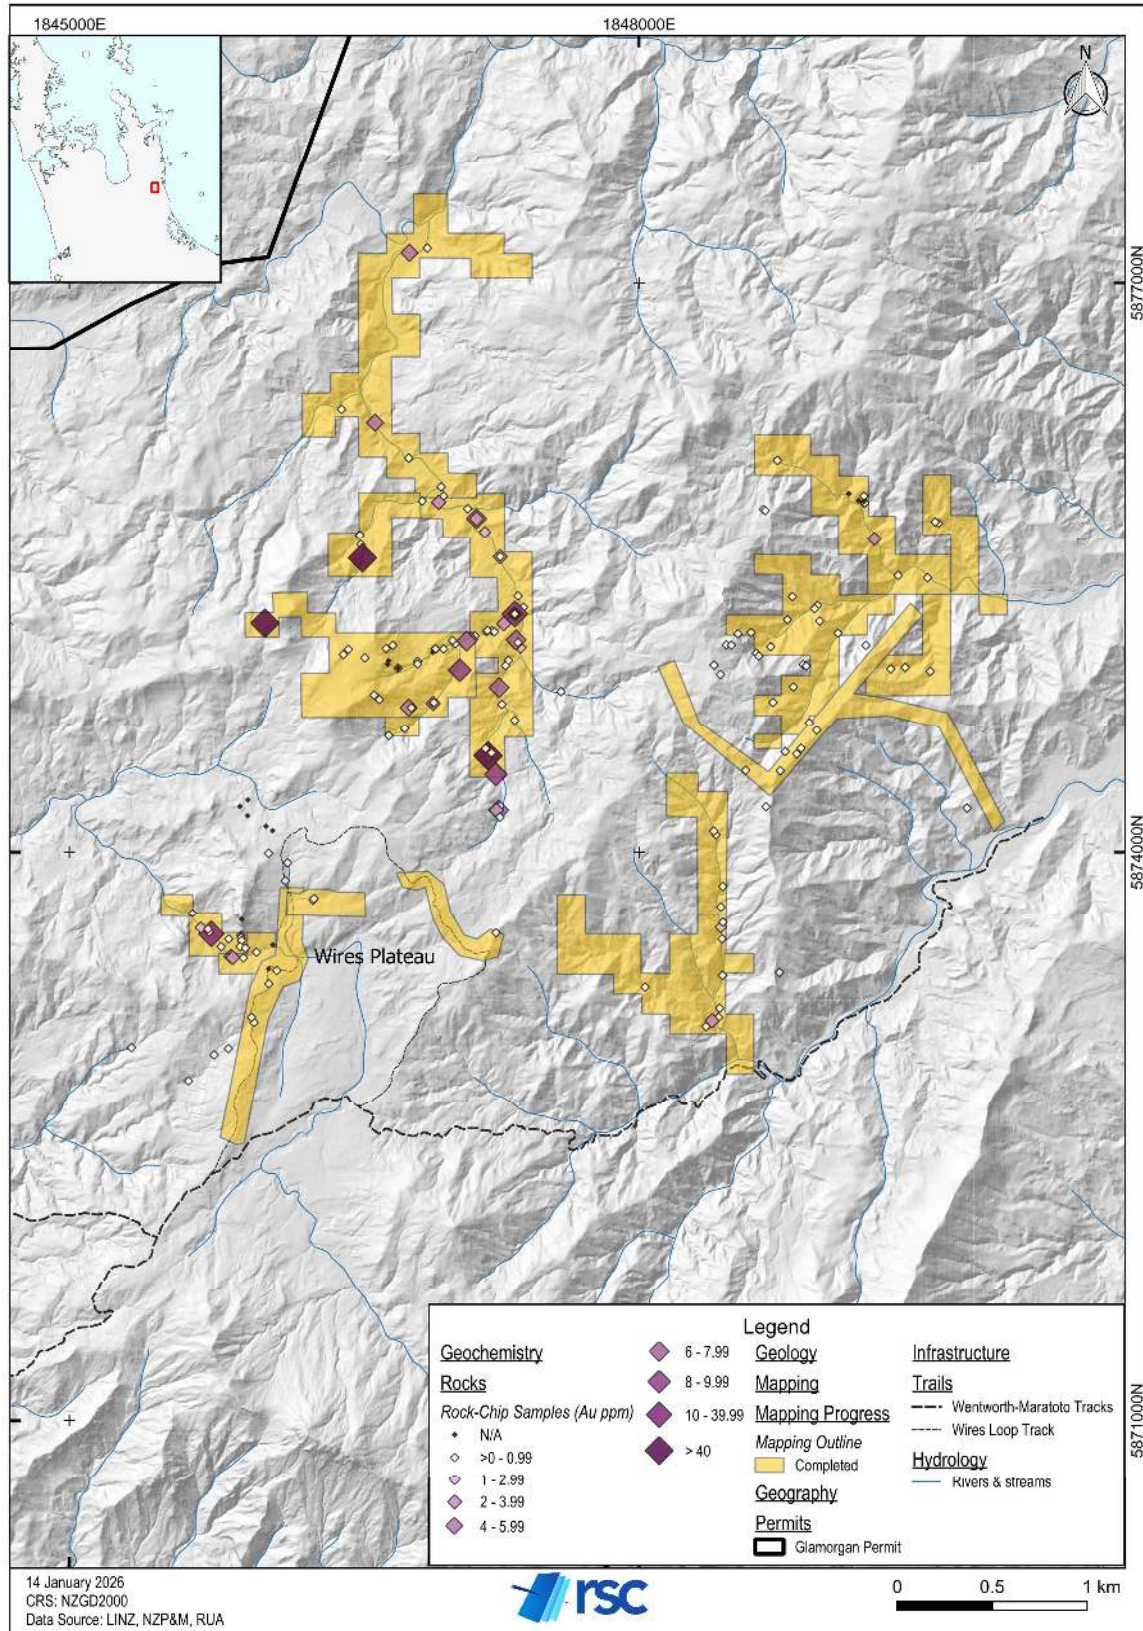 1845000E
1848000E
N
5877000N
5874000N
Wires Plateau
5871000N
Legend
Geochemistry
Rocks
Rock-Chip Samples (Au ppm)
N/A
>0 - 0.99
1 - 2.99
2 - 3.99
4 - 5.99
6 - 7.99
8 - 9.99
10 - 39.99
> 40
Geology
Mapping
Mapping Progress
Mapping Outline
Completed
Geography
Permits
Glamorgan Permit
Infrastructure
Trails
Wentworth-Maratoto Tracks
Wires Loop Track
Hydrology
Rivers & streams
14 January 2026
CRS: NZGD2000
Data Source: LINZ, NZP&M, RUA
rsc
0 0.5 1 km